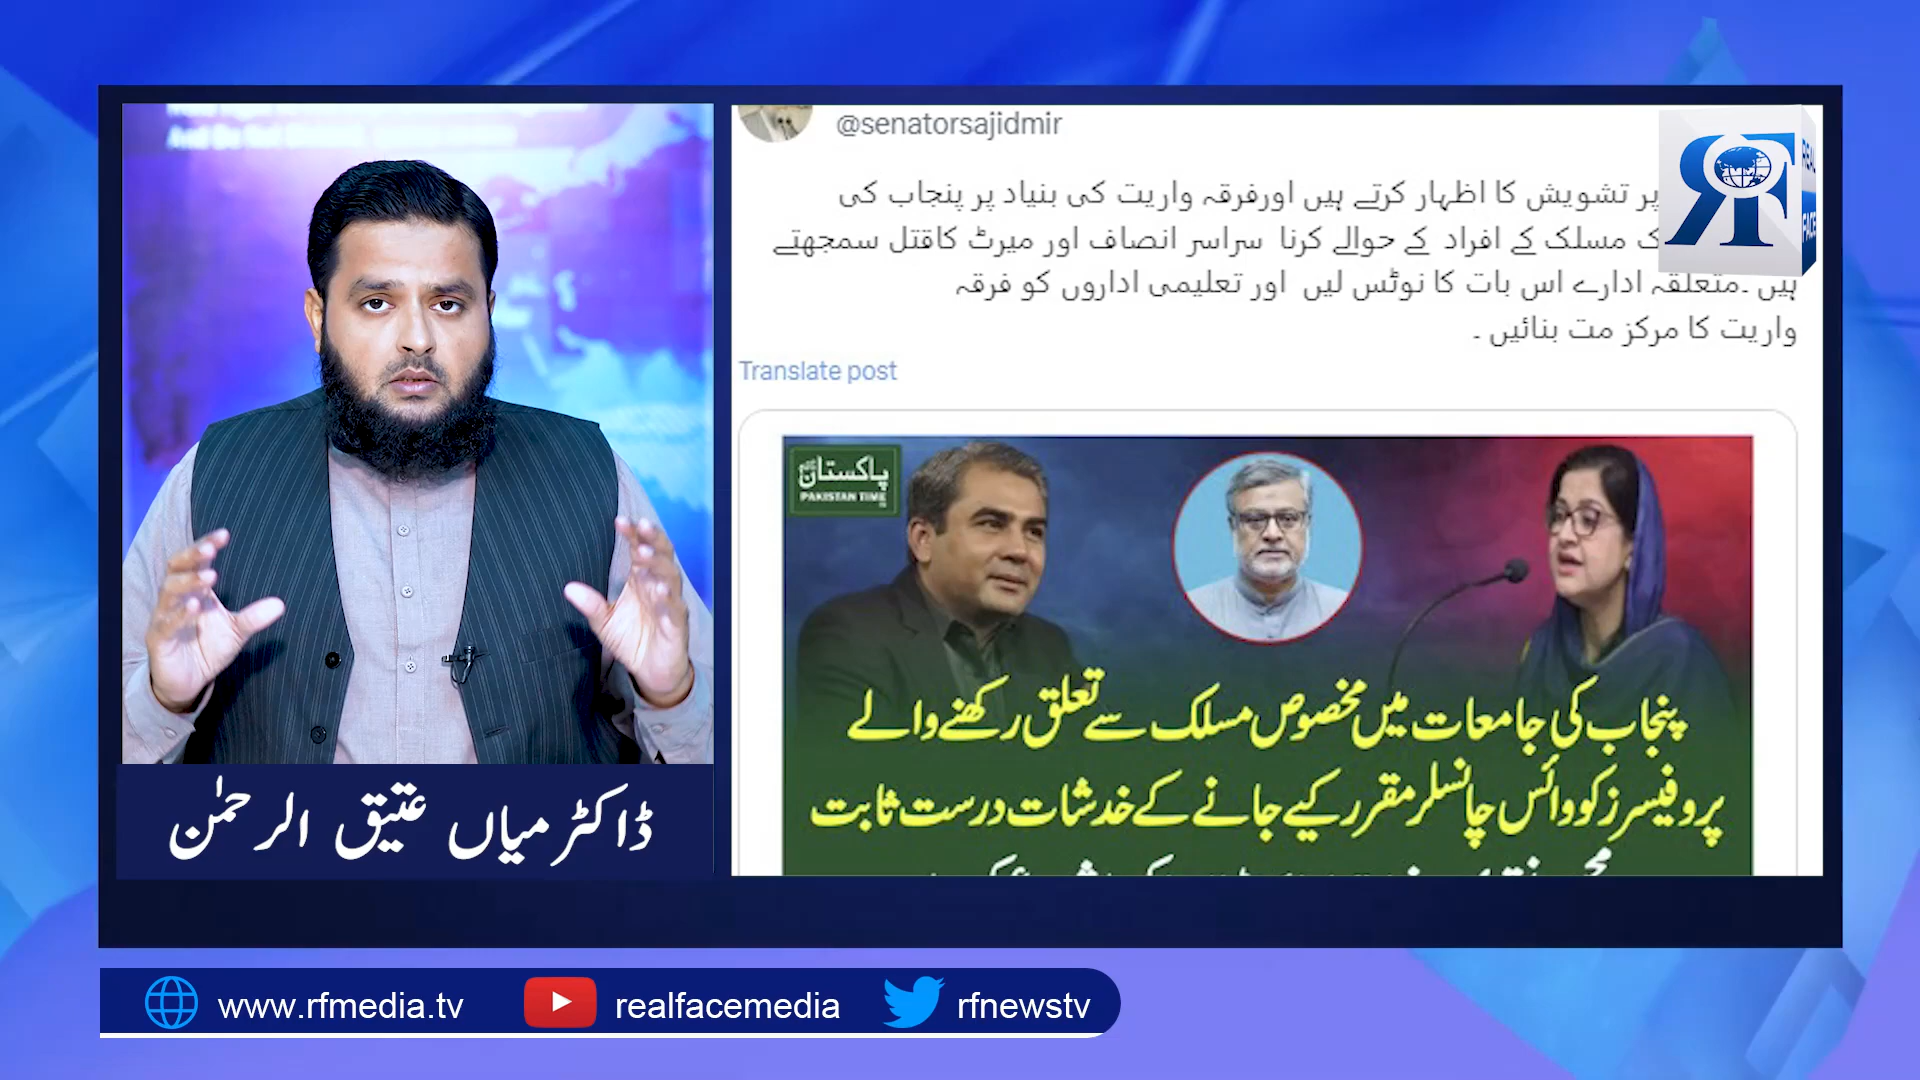 @senatorsajidmir
پر تشویش کا اظہار کرتے ہیں اورفرقہ واریت کی بنیاد پر پنجاب کی
مسلک کے افراد کے حوالے کرنا سراسر انصاف اور میرٹ کاقتل سمجھتے
ہیں ۔متعلقہ ادارے اس بات کا نوٹس لیں اور تعلیمی اداروں کو فرقہ
واریت کا مرکز مت بنائیں ۔
Translate post
REAL
FACE
پاکستان
PAKISTAN TIME
پنجاب کی جامعات میں مخصوص مسلک سے تعلق رکھنے والے
پروفیسرز کو وائس چانسلر مقرر کیے جانے کے خدشات درست ثابت
ڈاکٹر میاں عتیق الرحمٰن
www.rfmedia.tv
realfacemedia
rfnewstv